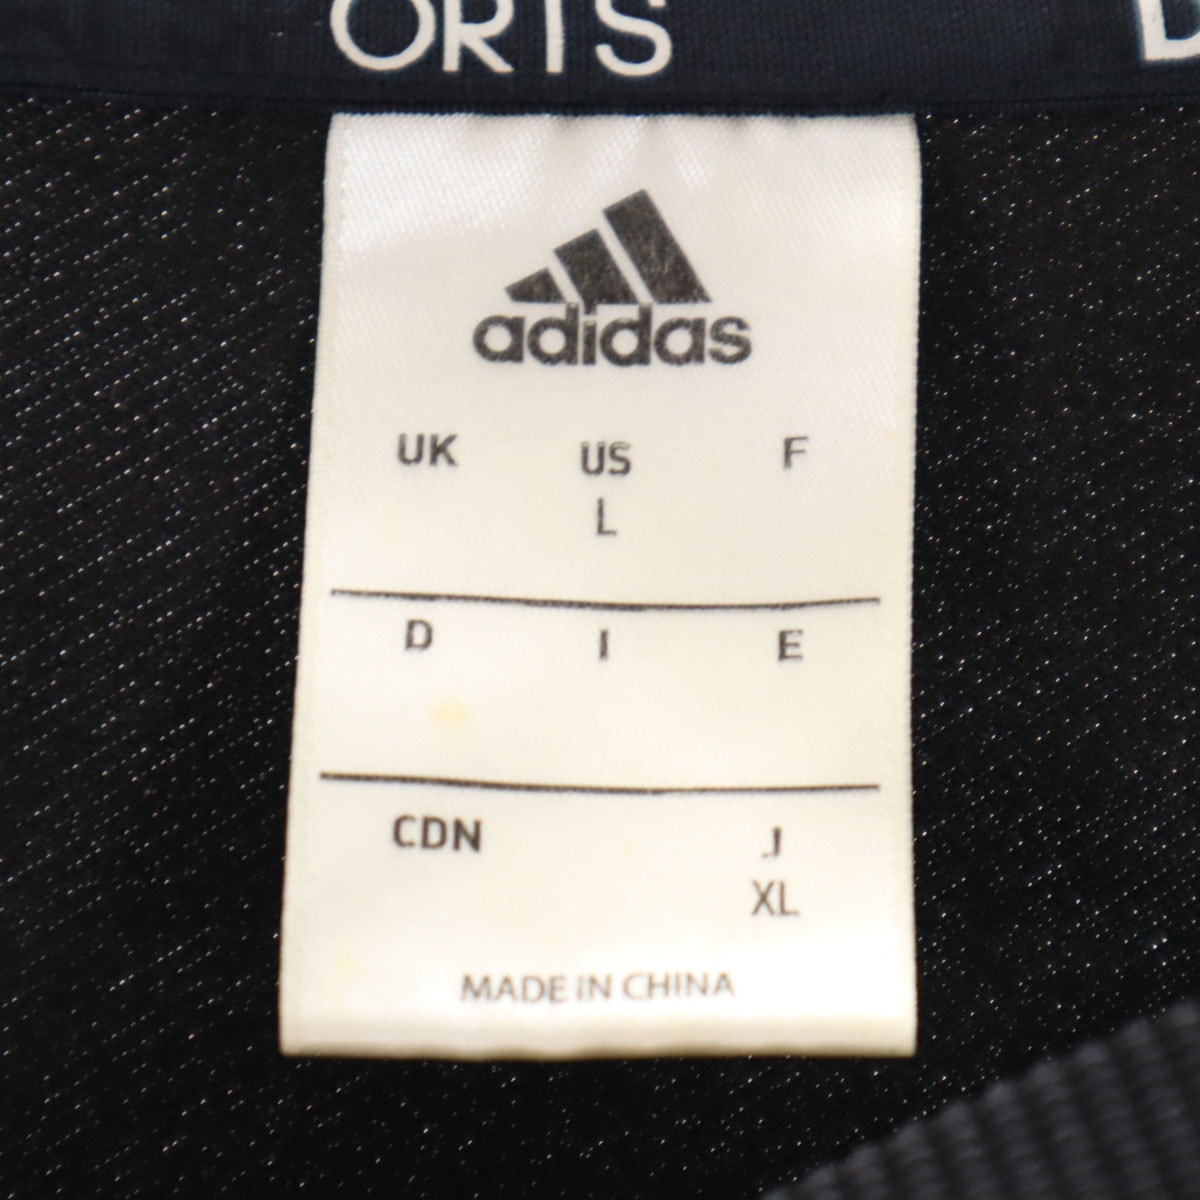 ORTS
adidas
UK US F
L
D I E
CDN J
XL
MADE IN CHINA